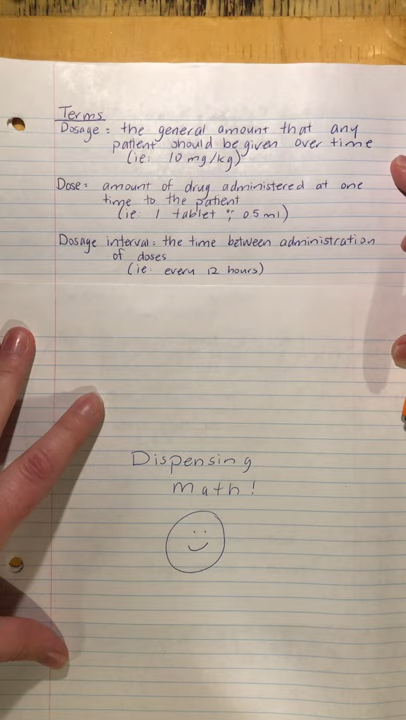 Terms
Dosage = the general amount that any
patient should be given over time
(ie: 10 mg/kg)
Dose = amount of drug administered at one
time to the patient
(ie 1 tablet ; 05 ml)
Dosage interval = the time between administration
of doses
(ie: every 12 hours)
Dispensing
math!